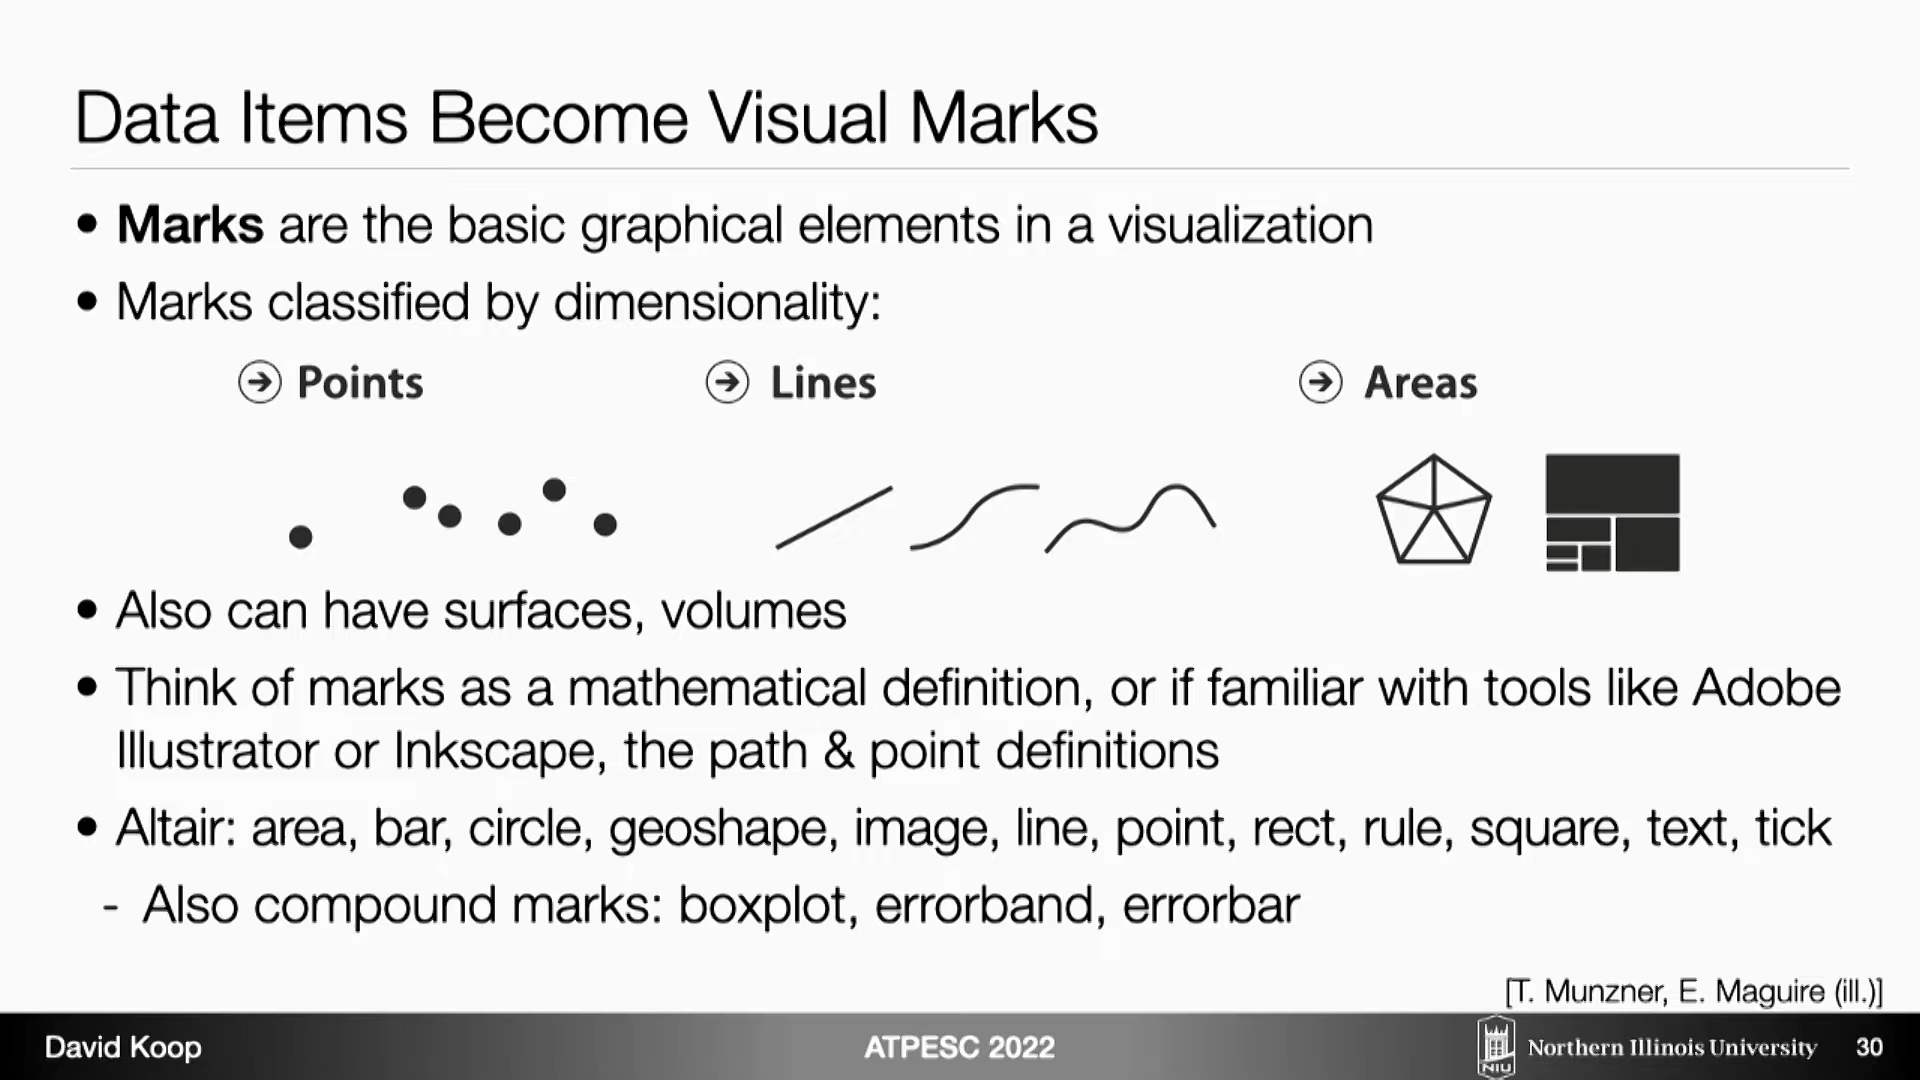 Data Items Become Visual Marks
• Marks are the basic graphical elements in a visualization
• Marks classified by dimensionality:
Points
Lines
Areas
• Also can have surfaces, volumes
• Think of marks as a mathematical definition, or if familiar with tools like Adobe
Illustrator or Inkscape, the path & point definitions
• Altair: area, bar, circle, geoshape, image, line, point, rect, rule, square, text, tick
- Also compound marks: boxplot, errorband, errorbar
[T. Munzner, E. Maguire (ill.)]
David Koop
ATPESC 2022
NIU
Northern Illinois University
30